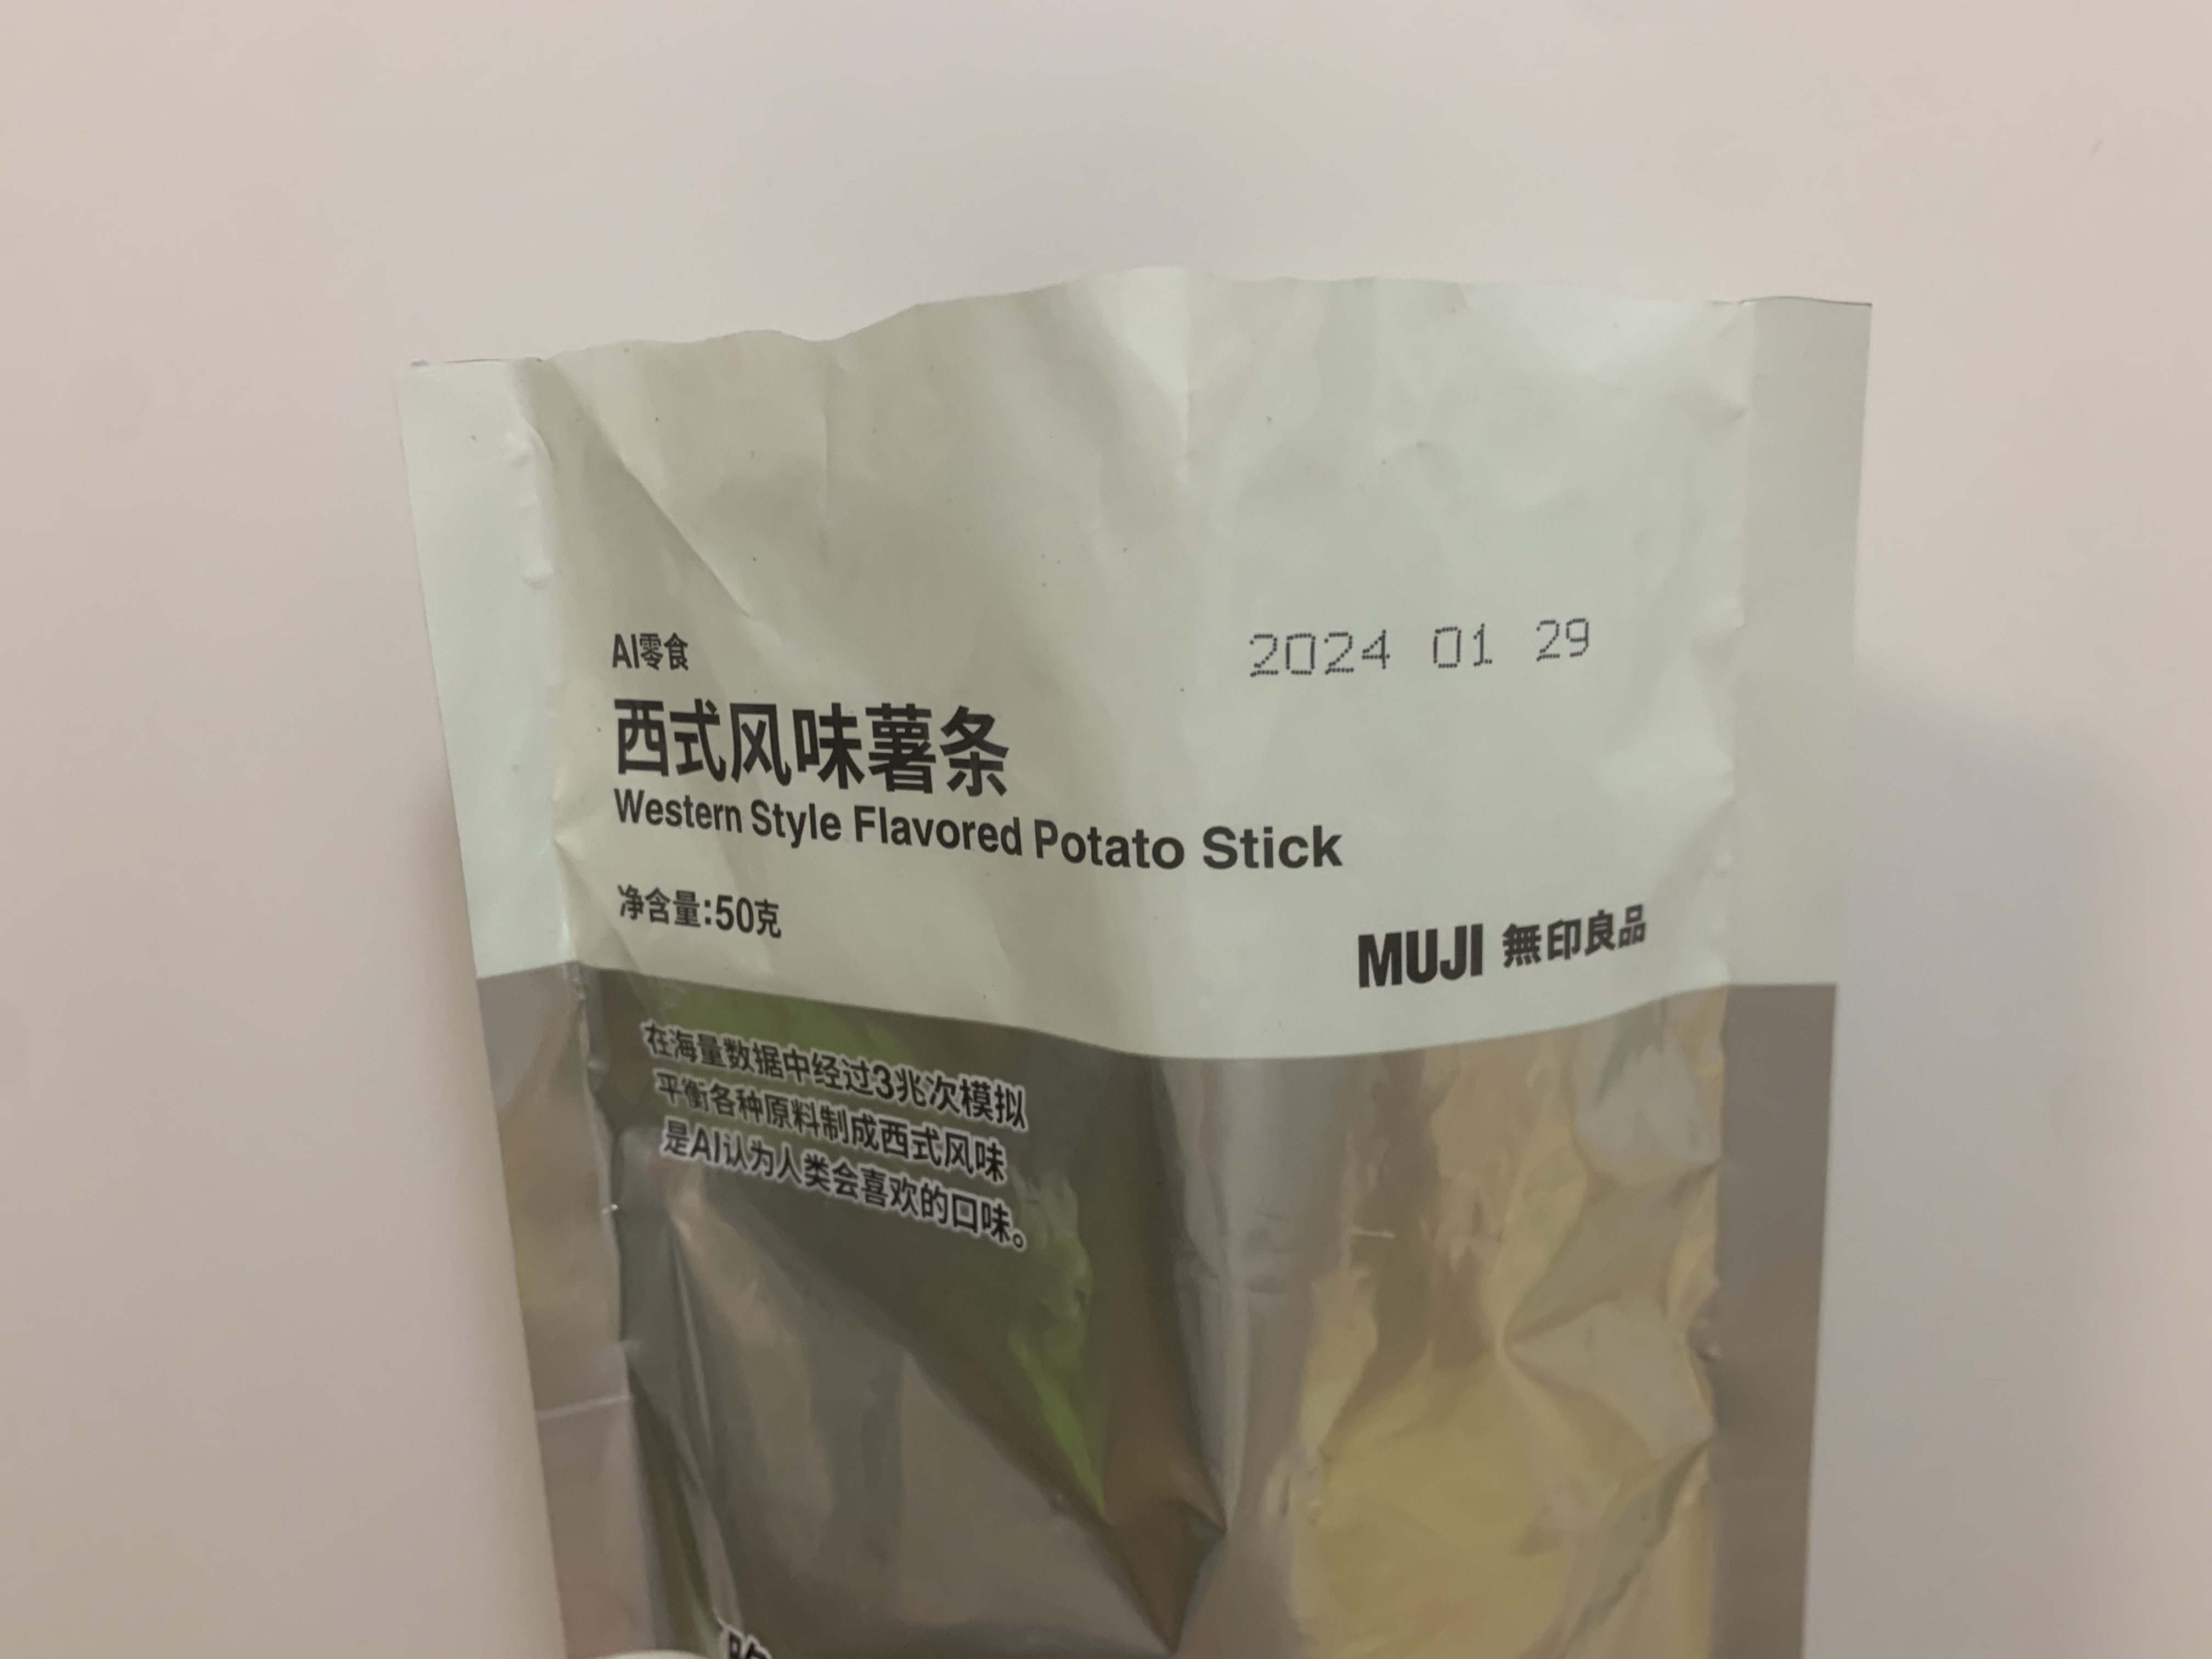 AI零食
2024 01 29
西式风味薯条
Western Style Flavored Potato Stick
净含量:50克
MUJI 無印良品
在海量数据中经过3兆次模拟
平衡各种原料制成西式风味
是AI认为人类会喜欢的口味。